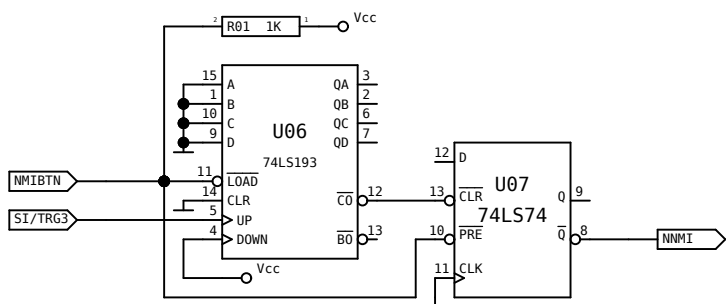 2 R01 1K 1 Vcc
15 A QA 3
1 B QB 2
10 C QC 6
9 D QD 7
U06
74LS193
NMIBTN 11 LOAD
14 CLR CO 12
SI/TRG3 5 UP
4 DOWN BO 13
Vcc
12 D
U07
13 CLR Q 9
74LS74
10 PRE Q 8 NNMI
11 CLK